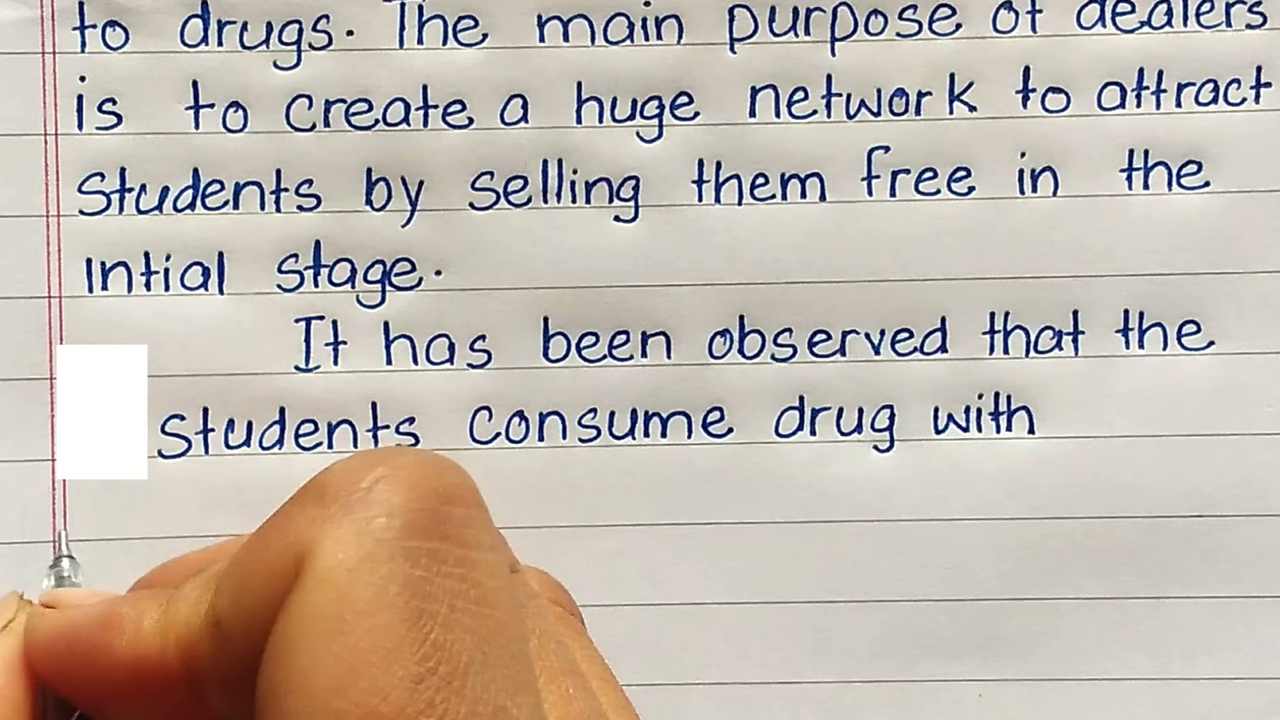 to drugs. The main purpose of dealers
is to create a huge network to attract
Students by selling them free in the
Intial stage.
It has been observed that the
Students consume drug with